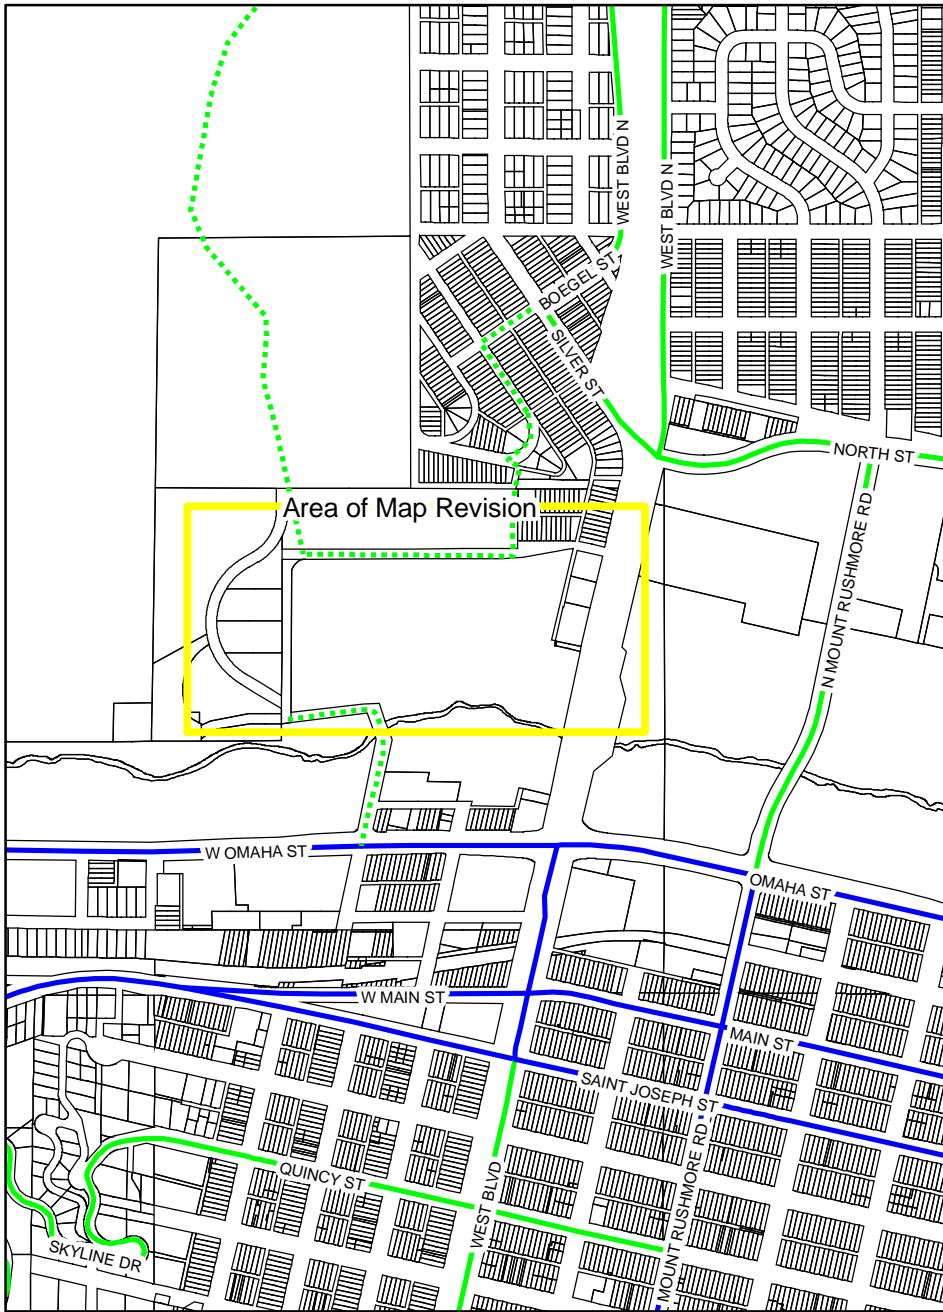 WEST BLVD N
WEST BLVD N
BOEGEL ST
SILVER ST
NORTH ST
Area of Map Revision
N MOUNT RUSHMORE RD
W OMAHA ST
OMAHA ST
W MAIN ST
MAIN ST
SAINT JOSEPH ST
QUINCY ST
WEST BLVD
MOUNT RUSHMORE RD
SKYLINE DR